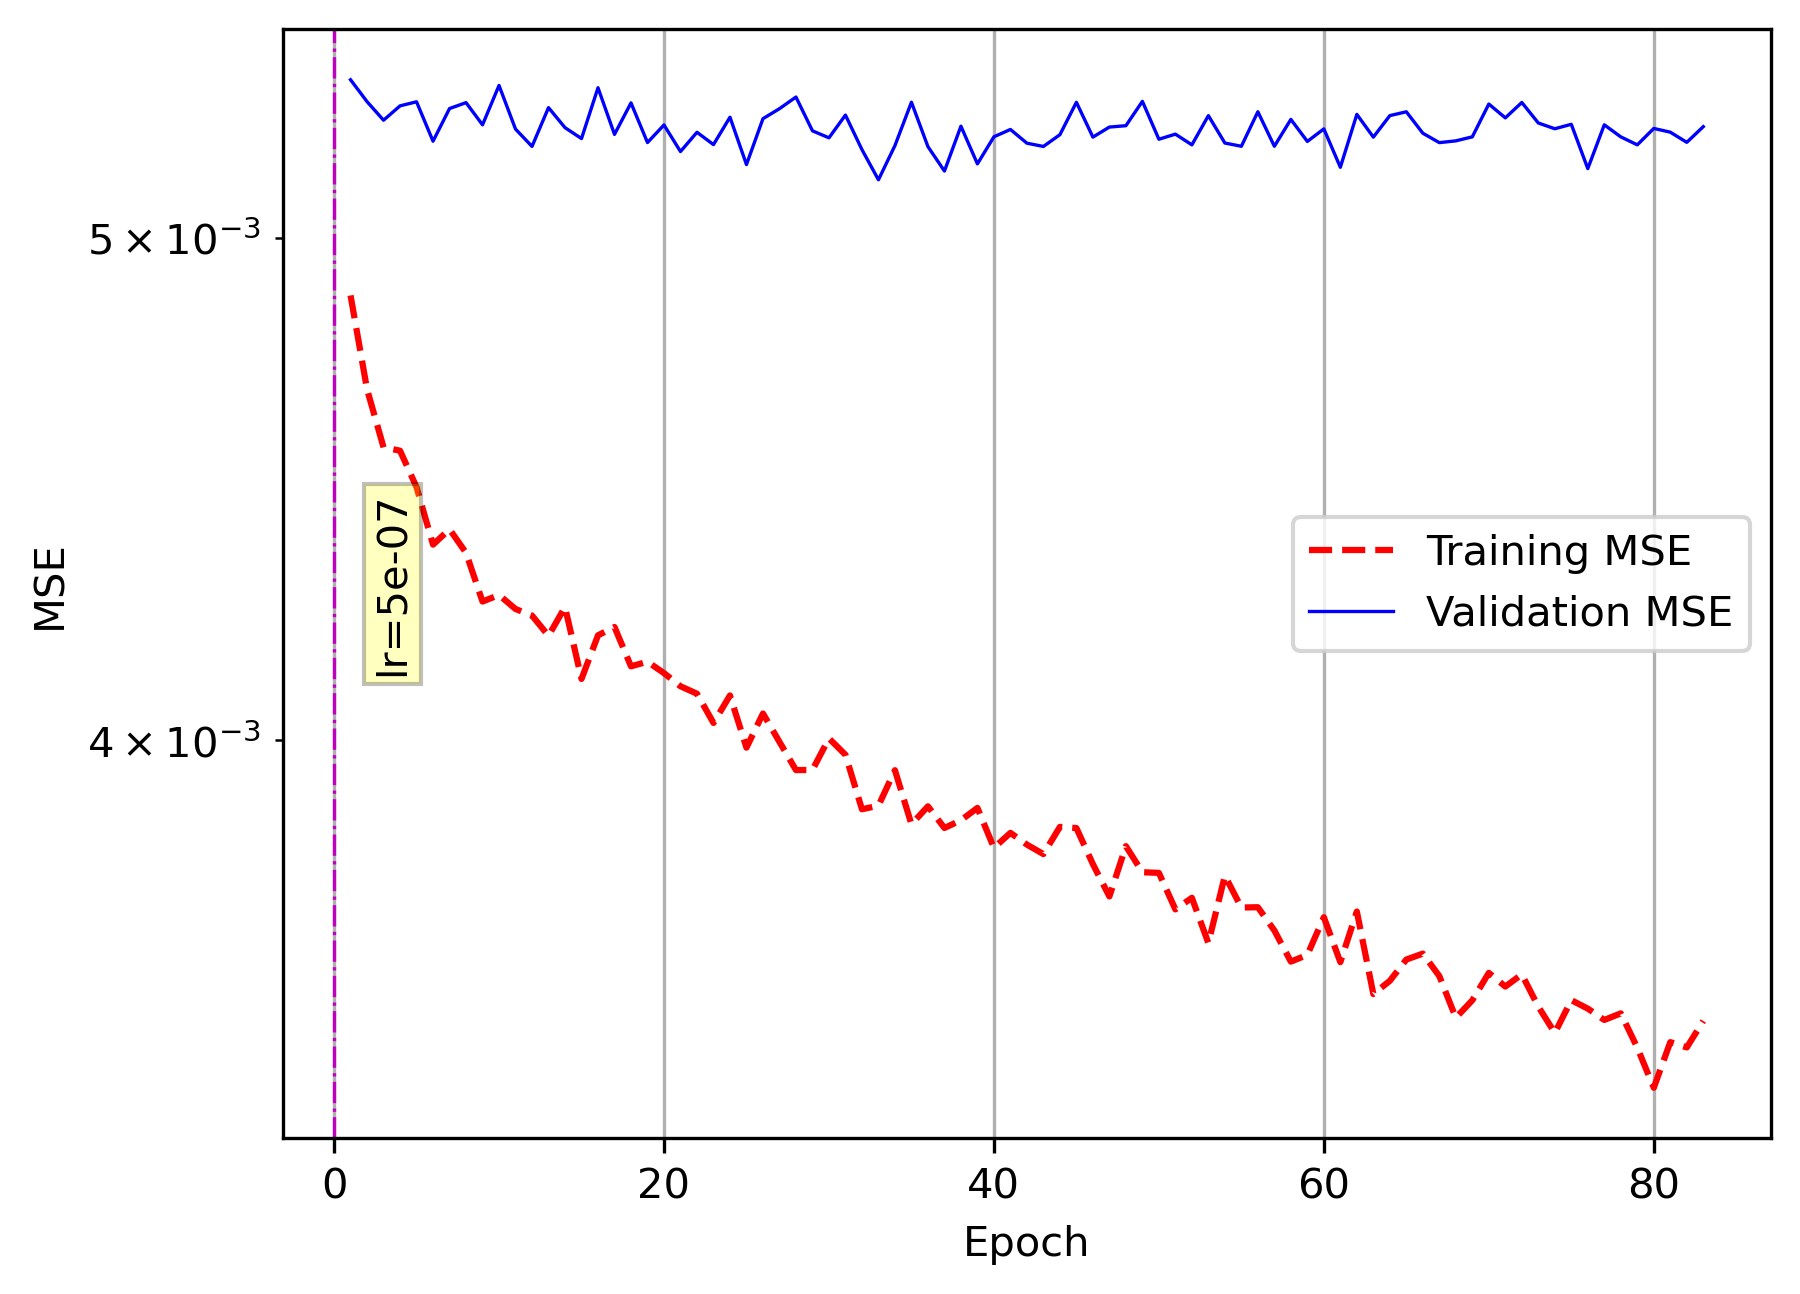 5 × 10⁻³
4 × 10⁻³
MSE
lr=5e-07
Training MSE
Validation MSE
0 20 40 60 80
Epoch